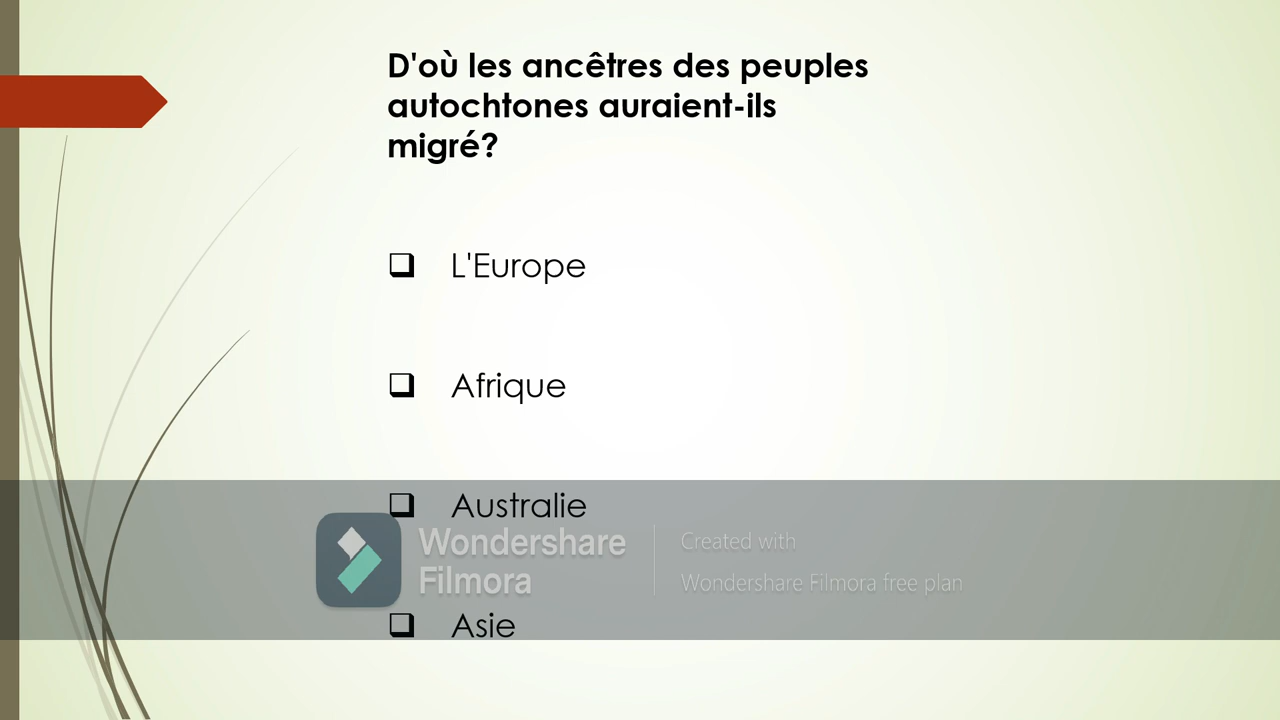 D'où les ancêtres des peuples
autochtones auraient-ils
migré?
L'Europe
Afrique
Australie
Wondershare
Filmora
Created with
Wondershare Filmora free plan
Asie